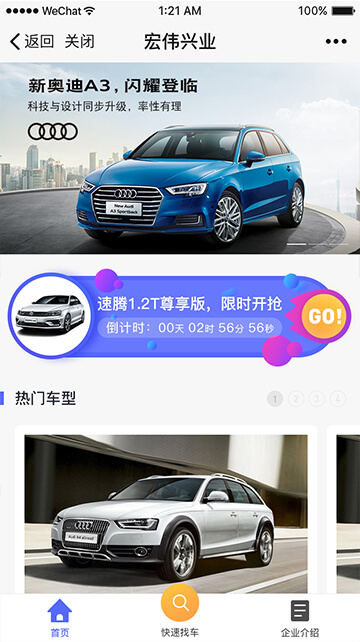 WeChat
1:21 AM
100%
返回 关闭
宏伟兴业
新奥迪A3，闪耀登临
科技与设计同步升级，率性有理
New Audi
A3 Sportback
速腾1.2T尊享版，限时开抢
倒计时：00天 02时 56分 56秒
GO!
热门车型
1 2 3 4
Audi A4 allroad
首页
快速找车
企业介绍